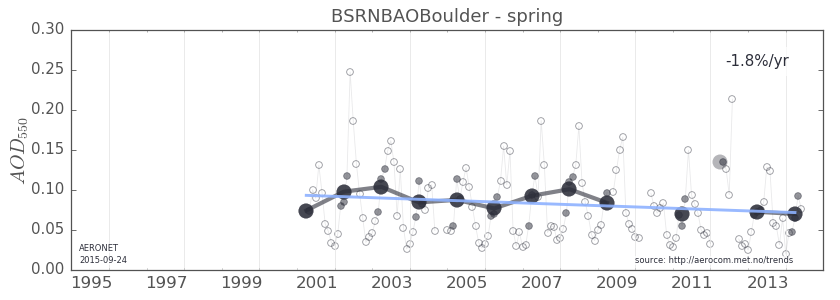 BSRNBAOBoulder - spring
0.30
0.25
0.20
0.15
0.10
0.05
0.00
AOD550
-1.8%/yr
AERONET
2015-09-24
source: http://aerocom.met.no/trends
1995 1997 1999 2001 2003 2005 2007 2009 2011 2013